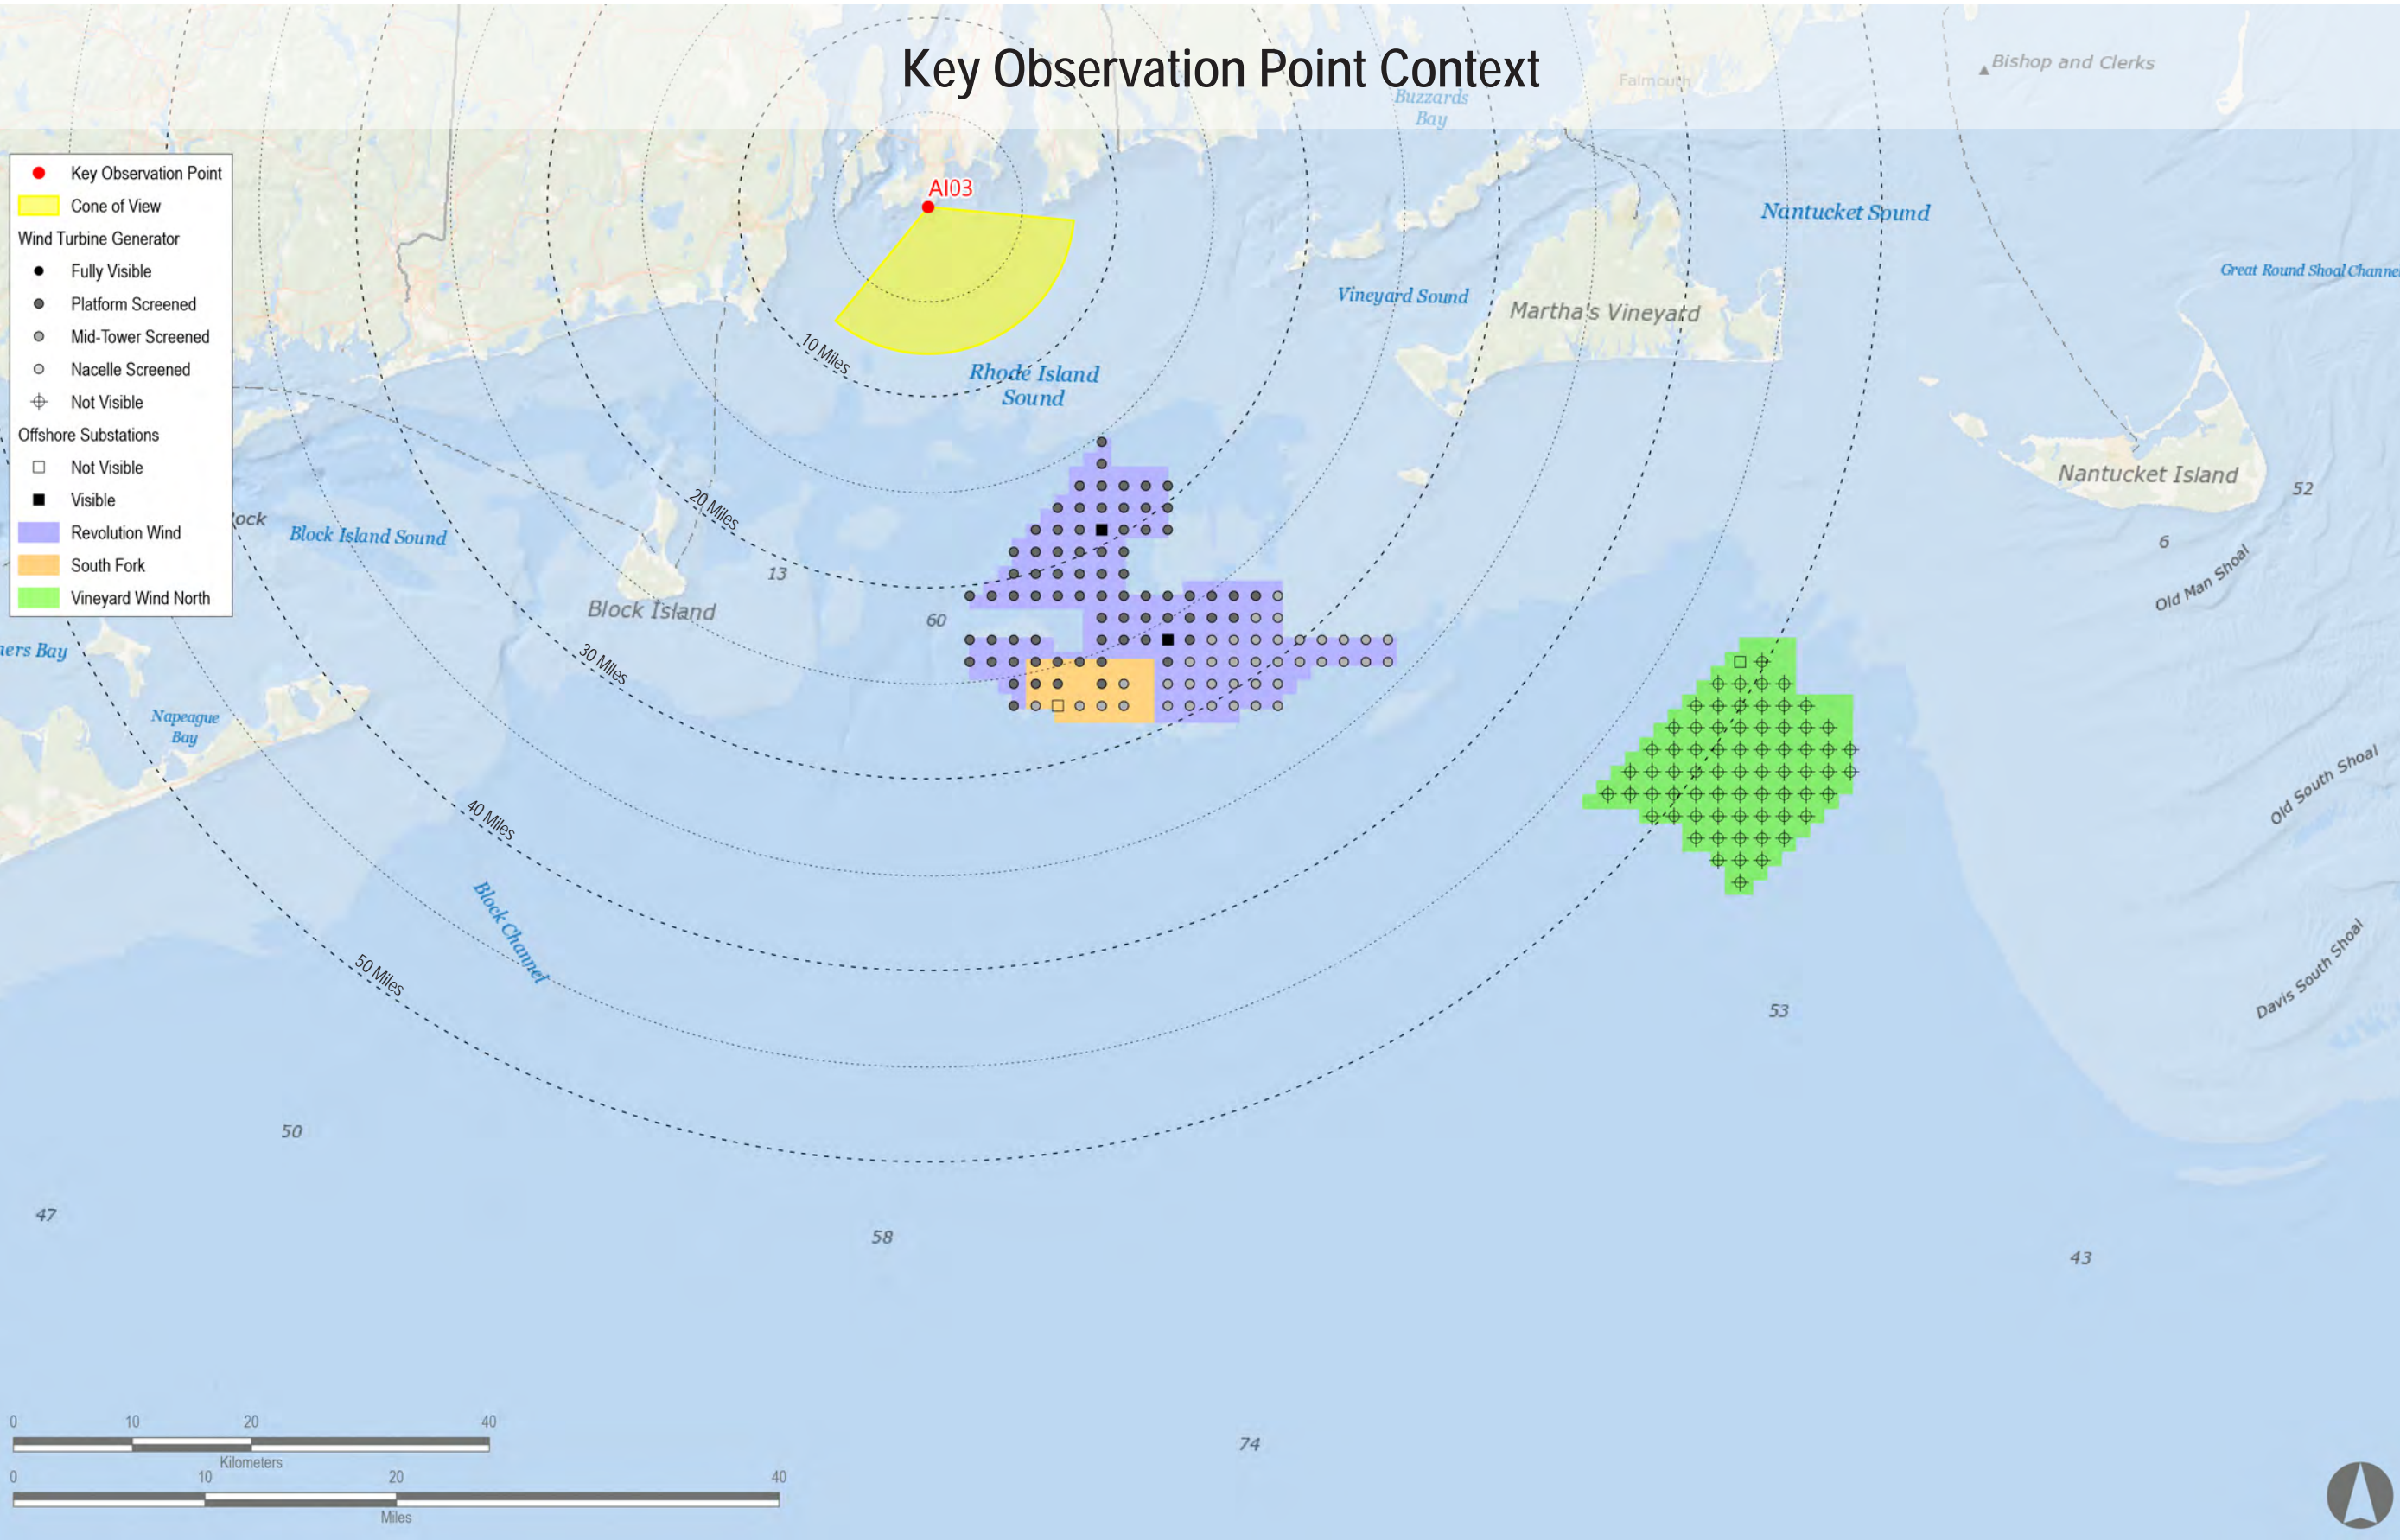 Key Observation Point Context
Bishop and Clerks
Falmouth
Buzzards
Bay
Key Observation Point
Cone of View
Wind Turbine Generator
Fully Visible
Platform Screened
Mid-Tower Screened
Nacelle Screened
Not Visible
Offshore Substations
Not Visible
Visible
Revolution Wind
South Fork
Vineyard Wind North
AI03
Nantucket Sound
Great Round Shoal Channe
Vineyard Sound
Martha's Vineyard
10 Miles
Rhode Island
Sound
Nantucket Island
52
20 Miles
ock
Block Island Sound
6
13
Old Man Shoal
Block Island
60
ners Bay
30 Miles
Napeague
Bay
Old South Shoal
40 Miles
Block Channel
50 Miles
Davis South Shoal
53
50
47
58
43
74
0 10 20 40
Kilometers
0 10 20 40
Miles